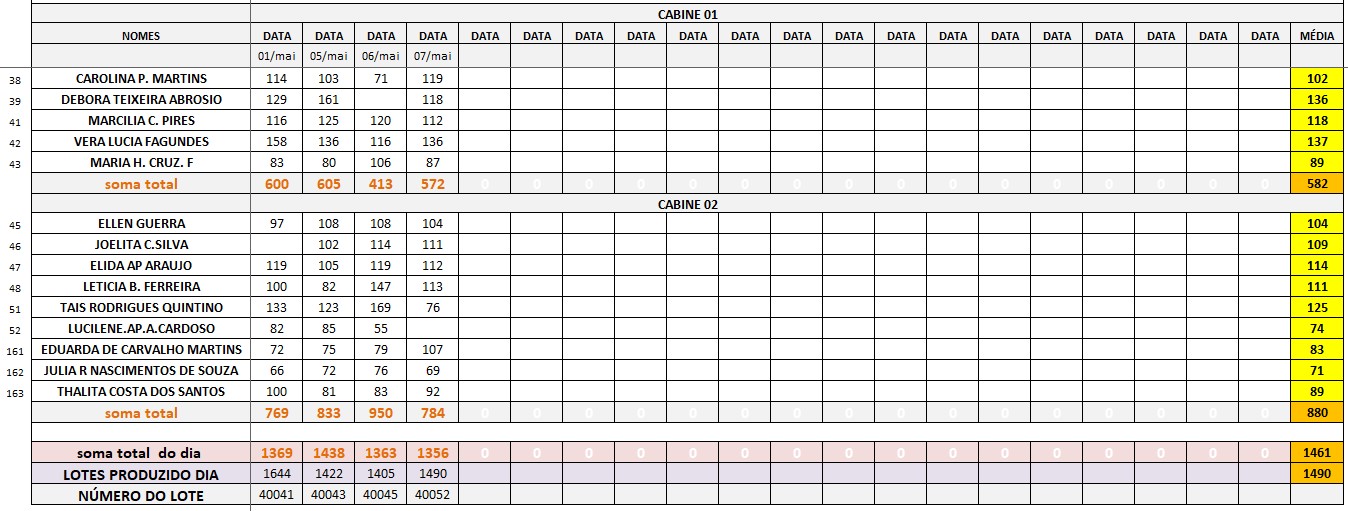 CABINE 01
NOMES DATA DATA DATA DATA DATA DATA DATA DATA DATA DATA DATA DATA DATA DATA DATA DATA DATA DATA DATA DATA MÉDIA
01/mai 05/mai 06/mai 07/mai
38 CAROLINA P. MARTINS 114 103 71 119 102
39 DEBORA TEIXEIRA ABROSIO 129 161 118 136
41 MARCILIA C. PIRES 116 125 120 112 118
42 VERA LUCIA FAGUNDES 158 136 116 136 137
43 MARIA H. CRUZ. F 83 80 106 87 89
soma total 600 605 413 572 0 0 0 0 0 0 0 0 0 0 0 0 0 0 0 0 582
CABINE 02
45 ELLEN GUERRA 97 108 108 104 104
46 JOELITA C.SILVA 102 114 111 109
47 ELIDA AP ARAUJO 119 105 119 112 114
48 LETICIA B. FERREIRA 100 82 147 113 111
51 TAIS RODRIGUES QUINTINO 133 123 169 76 125
52 LUCILENE.AP.A.CARDOSO 82 85 55 74
161 EDUARDA DE CARVALHO MARTINS 72 75 79 107 83
162 JULIA R NASCIMENTOS DE SOUZA 66 72 76 69 71
163 THALITA COSTA DOS SANTOS 100 81 83 92 89
soma total 769 833 950 784 0 0 0 0 0 0 0 0 0 0 0 0 0 0 0 0 880
soma total do dia 1369 1438 1363 1356 0 0 0 0 0 0 0 0 0 0 0 0 0 0 0 0 1461
LOTES PRODUZIDO DIA 1644 1422 1405 1490 1490
NÚMERO DO LOTE 40041 40043 40045 40052